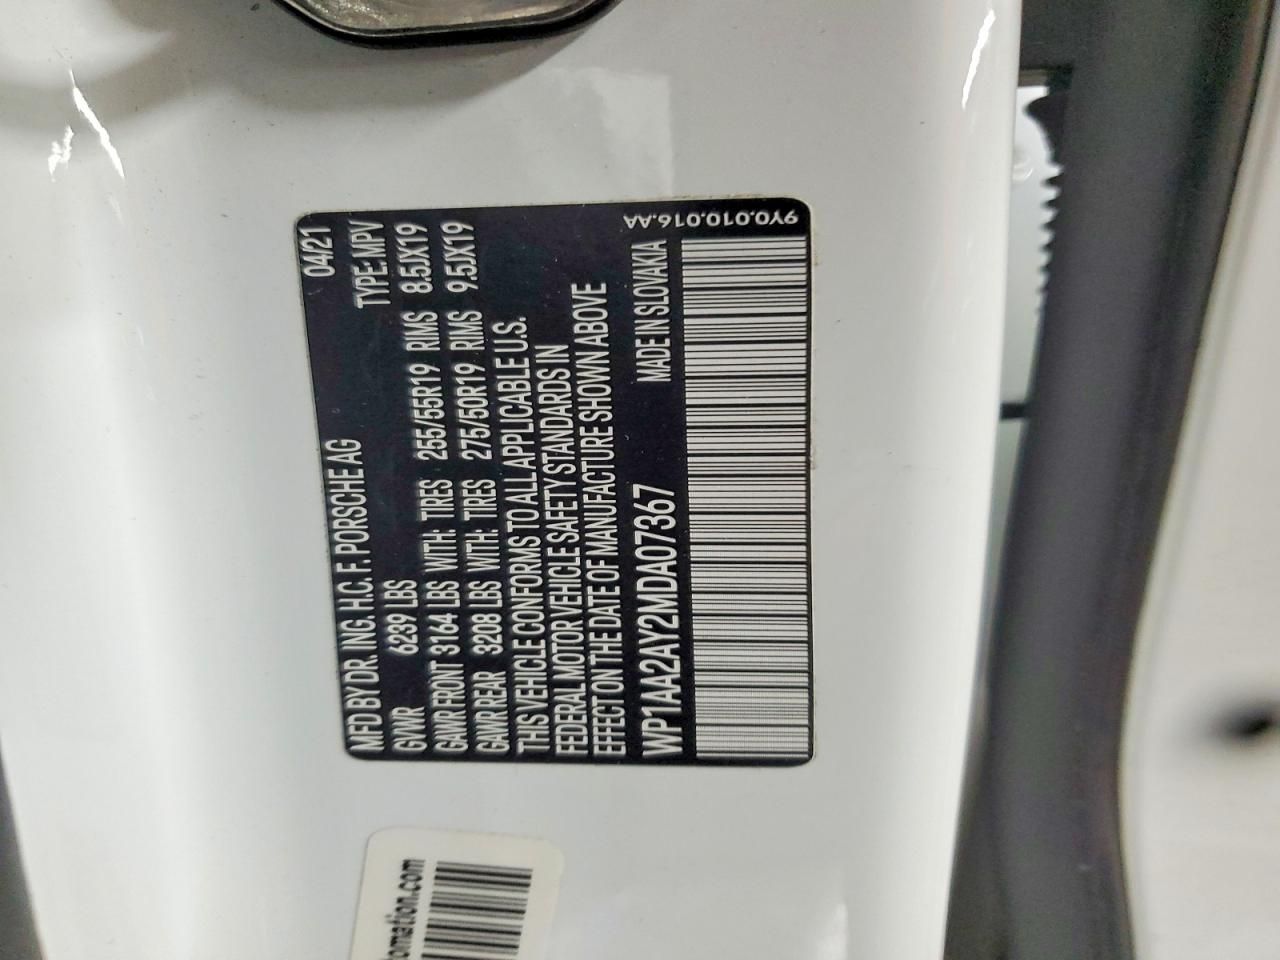 MFD BY DR. ING. H.C. F. PORSCHE AG 04/21
GVWR 6239 LBS TYPE: MPV
GAWR FRONT 3164 LBS WITH: TIRES 255/55R19 RIMS 8.5JX19
GAWR REAR 3208 LBS WITH: TIRES 275/50R19 RIMS 9.5JX19
THIS VEHICLE CONFORMS TO ALL APPLICABLE U.S.
FEDERAL MOTOR VEHICLE SAFETY STANDARDS IN
EFFECT ON THE DATE OF MANUFACTURE SHOWN ABOVE
WP1AA2AY2MDA07367 MADE IN SLOVAKIA
9Y0.010.016.AA
omation.com